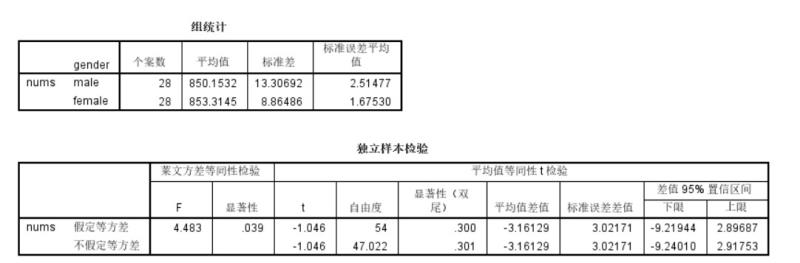 组统计
gender 个案数 平均值 标准差 标准误差平均值
nums male 28 850.1532 13.30692 2.51477
female 28 853.3145 8.86486 1.67530
独立样本检验
莱文方差等同性检验 平均值等同性 t 检验
F 显著性 t 自由度 显著性（双尾） 平均值差值 标准误差差值 差值 95% 置信区间
下限 上限
nums 假定等方差 4.483 .039 -1.046 54 .300 -3.16129 3.02171 -9.21944 2.89687
不假定等方差 -1.046 47.022 .301 -3.16129 3.02171 -9.24010 2.91753